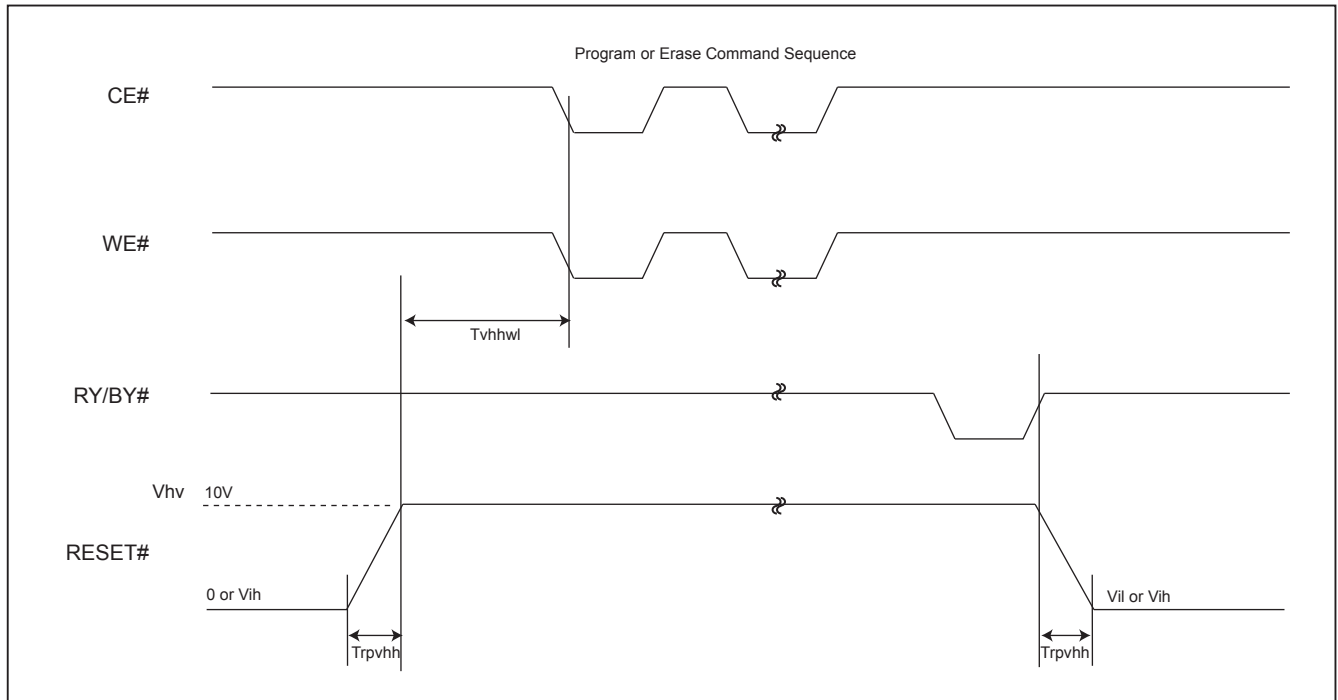 Program or Erase Command Sequence
CE#
WE#
Tvhhwl
RY/BY#
Vhv 10V
RESET#
0 or Vih
Vil or Vih
Trpvhh
Trpvhh